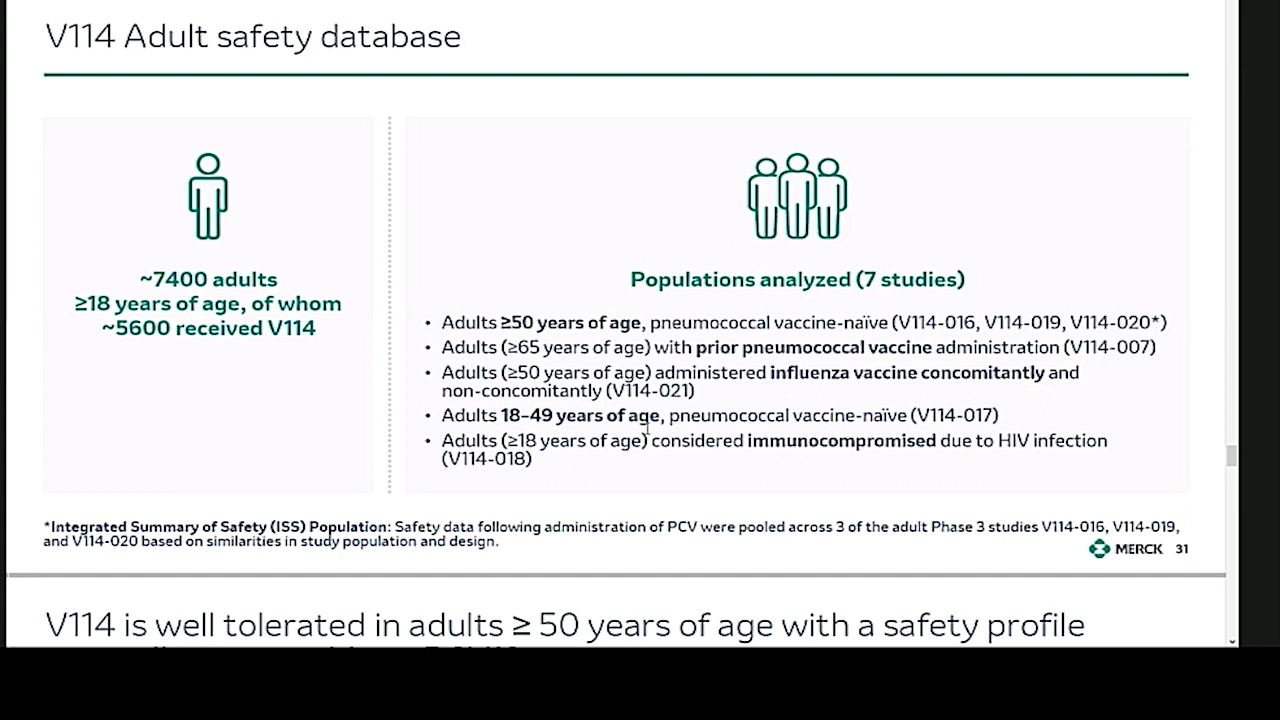 V114 Adult safety database
~7400 adults
≥18 years of age, of whom
~5600 received V114
Populations analyzed (7 studies)
• Adults ≥50 years of age, pneumococcal vaccine-naïve (V114-016, V114-019, V114-020*)
• Adults (≥65 years of age) with prior pneumococcal vaccine administration (V114-007)
• Adults (≥50 years of age) administered influenza vaccine concomitantly and
non-concomitantly (V114-021)
• Adults 18–49 years of age, pneumococcal vaccine-naïve (V114-017)
• Adults (≥18 years of age) considered immunocompromised due to HIV infection
(V114-018)
*Integrated Summary of Safety (ISS) Population: Safety data following administration of PCV were pooled across 3 of the adult Phase 3 studies V114-016, V114-019,
and V114-020 based on similarities in study population and design.
MERCK 31
V114 is well tolerated in adults ≥ 50 years of age with a safety profile